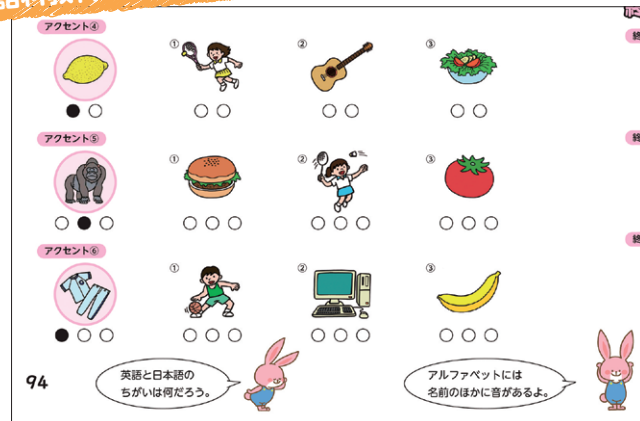 アクセント④
① ② ③
アクセント⑤
① ② ③
アクセント⑥
① ② ③
94
英語と日本語の
ちがいは何だろう。
アルファベットには
名前のほかに音があるよ。